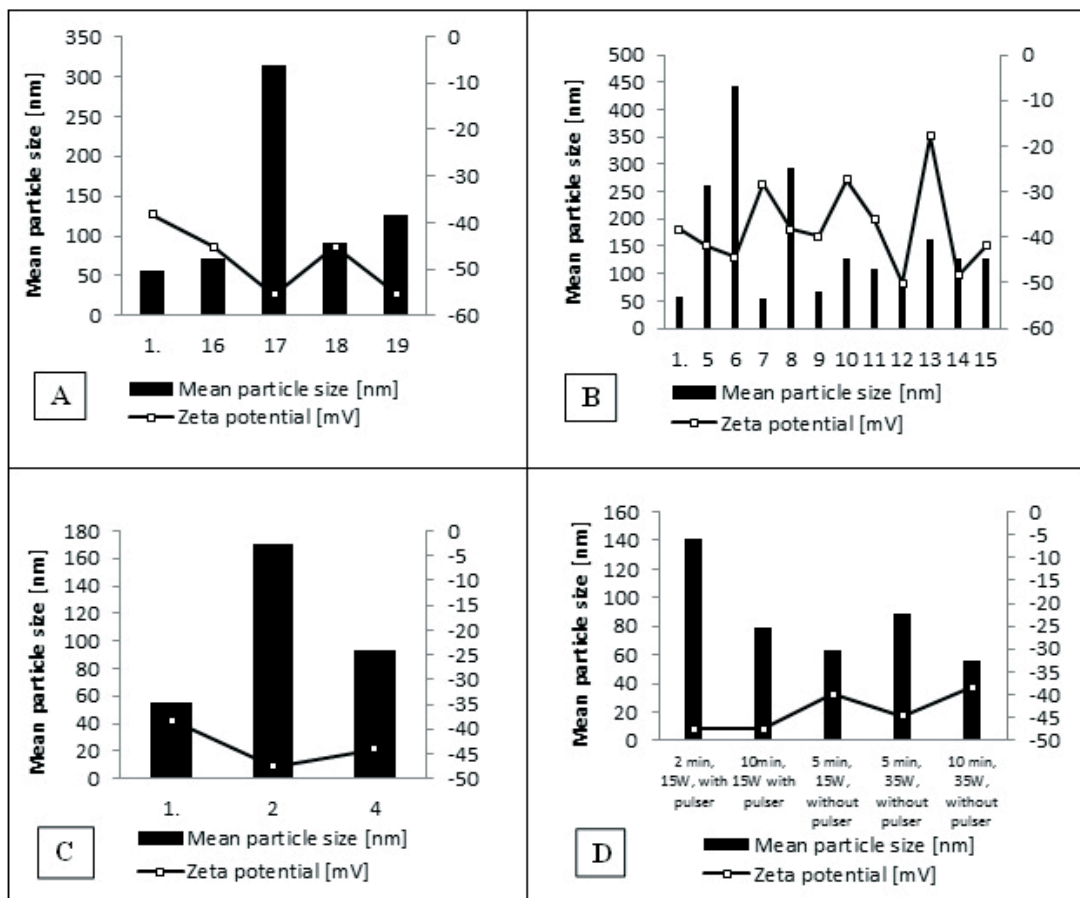 350
300
250
200
150
100
50
0
Mean particle size [nm]
0
-10
-20
-30
-40
-50
-60
1. 16 17 18 19
Mean particle size [nm]
Zeta potential [mV]
A
500
450
400
350
300
250
200
150
100
50
0
Mean particle size [nm]
0
-10
-20
-30
-40
-50
-60
1. 5 6 7 8 9 10 11 12 13 14 15
Mean particle size [nm]
Zeta potential [mV]
B
180
160
140
120
100
80
60
40
20
0
Mean particle size [nm]
0
-5
-10
-15
-20
-25
-30
-35
-40
-45
-50
1. 2 4
Mean particle size [nm]
Zeta potential [mV]
C
160
140
120
100
80
60
40
20
0
Mean particle size [nm]
0
-5
-10
-15
-20
-25
-30
-35
-40
-45
-50
2 min,
15W, with
pulser
10min,
15W with
pulser
5 min,
15W,
without
pulser
5 min,
35W,
without
pulser
10 min,
35W,
without
pulser
Mean particle size [nm]
Zeta potential [mV]
D